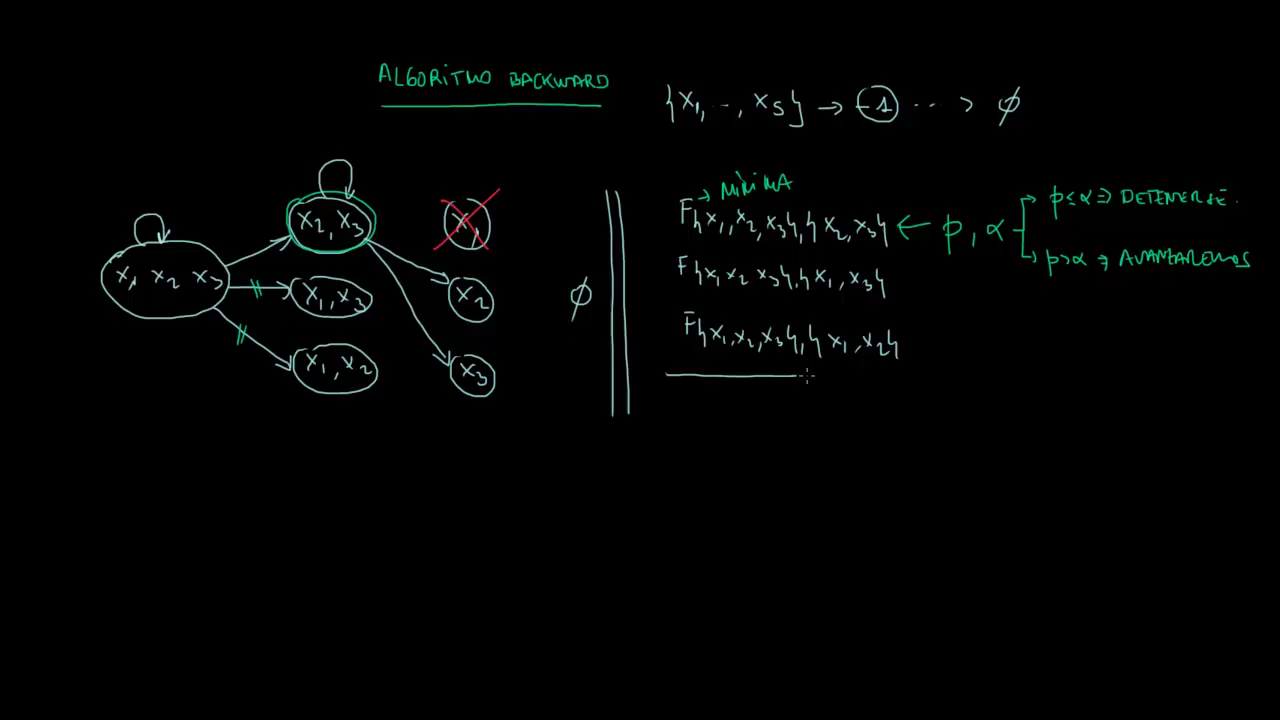 ALGORITMO BACKWARD
{x1, .., xs} → -1 ... > ϕ
→ MÍNIMA
x2, x3
x1
x1 x2 x3
x1, x3
x2
ϕ
x1, x2
x3
F{x1, x2, x3}, {x2, x3} ← p, α
p ≤ α ⇒ DETENERSE.
p > α ⇒ AVANZAREMOS
F{x1 x2 x3}, {x1, x3}
F{x1, x2, x3}, {x1, x2}